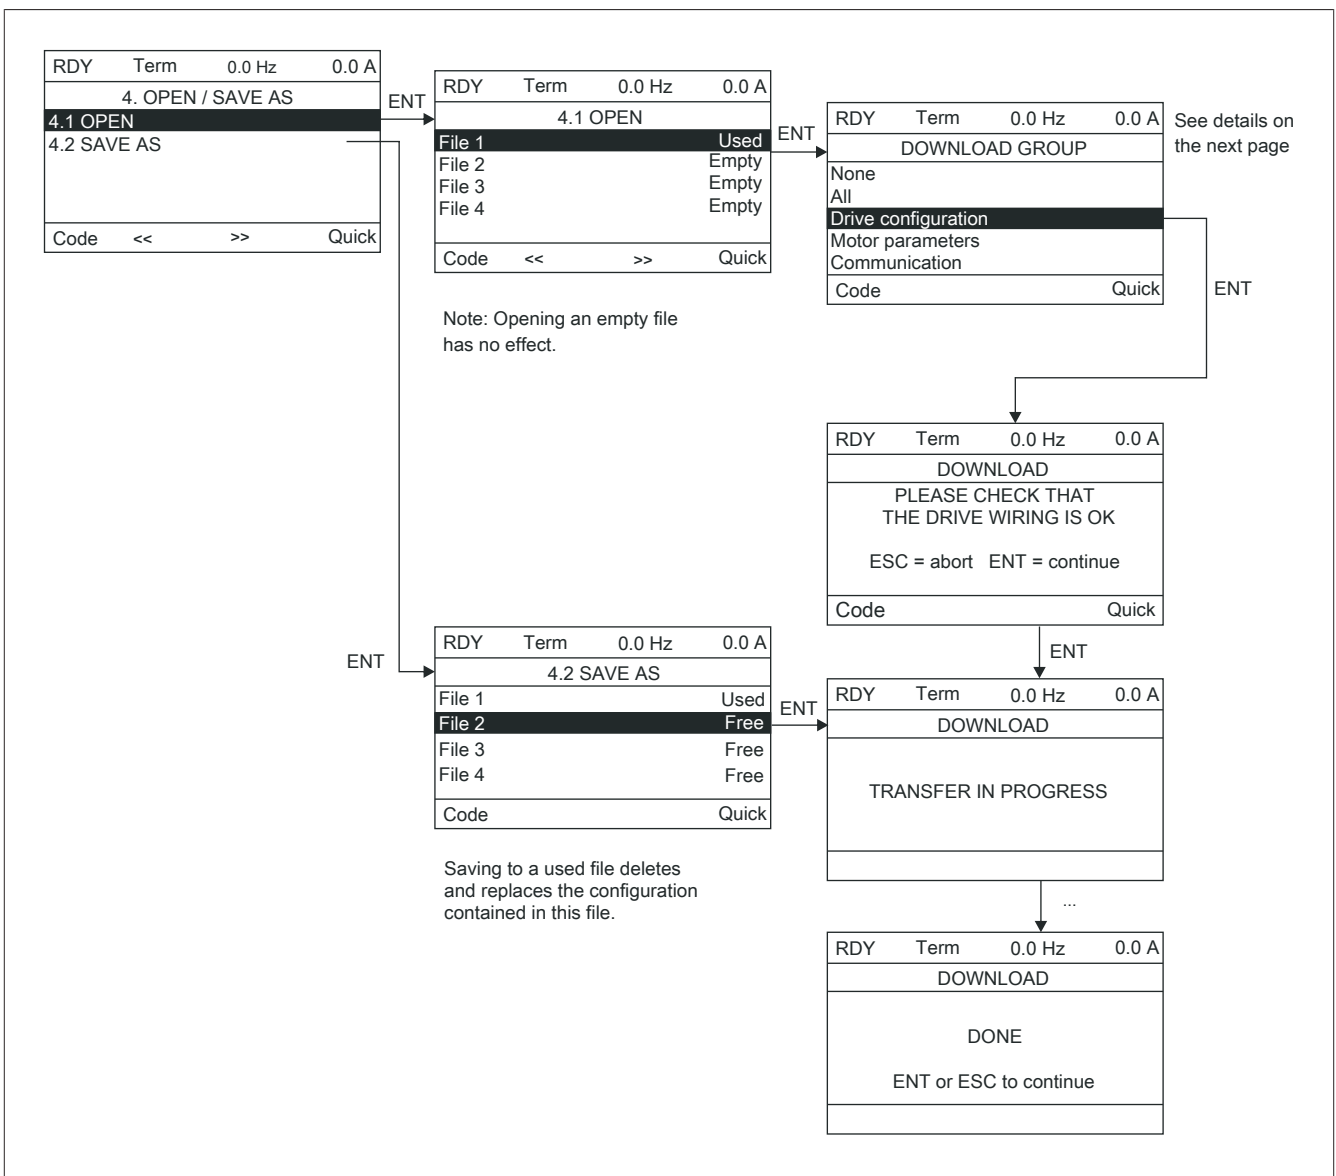 RDY Term 0.0 Hz 0.0 A
4. OPEN / SAVE AS
4.1 OPEN
4.2 SAVE AS
Code << >> Quick
ENT
RDY Term 0.0 Hz 0.0 A
4.1 OPEN
File 1 Used
File 2 Empty
File 3 Empty
File 4 Empty
Code << >> Quick
Note: Opening an empty file
has no effect.
ENT
RDY Term 0.0 Hz 0.0 A
DOWNLOAD GROUP
None
All
Drive configuration
Motor parameters
Communication
Code Quick
See details on
the next page
ENT
RDY Term 0.0 Hz 0.0 A
DOWNLOAD
PLEASE CHECK THAT
THE DRIVE WIRING IS OK
ESC = abort ENT = continue
Code Quick
ENT
ENT
RDY Term 0.0 Hz 0.0 A
4.2 SAVE AS
File 1 Used
File 2 Free
File 3 Free
File 4 Free
Code Quick
Saving to a used file deletes
and replaces the configuration
contained in this file.
ENT
RDY Term 0.0 Hz 0.0 A
DOWNLOAD
TRANSFER IN PROGRESS
...
RDY Term 0.0 Hz 0.0 A
DOWNLOAD
DONE
ENT or ESC to continue